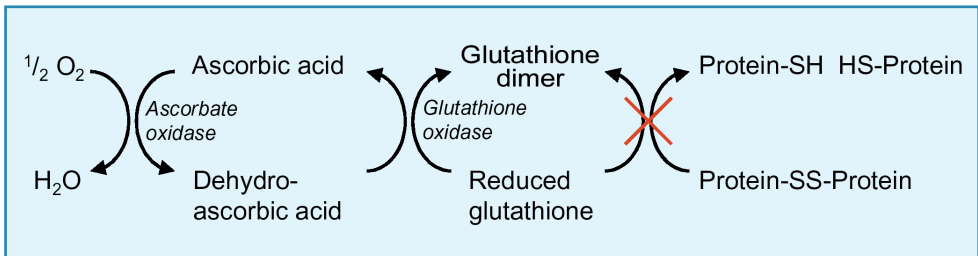 ½ O₂
Ascorbic acid
Glutathione
dimer
Protein-SH HS-Protein
Ascorbate
oxidase
Glutathione
oxidase
H₂O
Dehydro-
ascorbic acid
Reduced
glutathione
Protein-SS-Protein